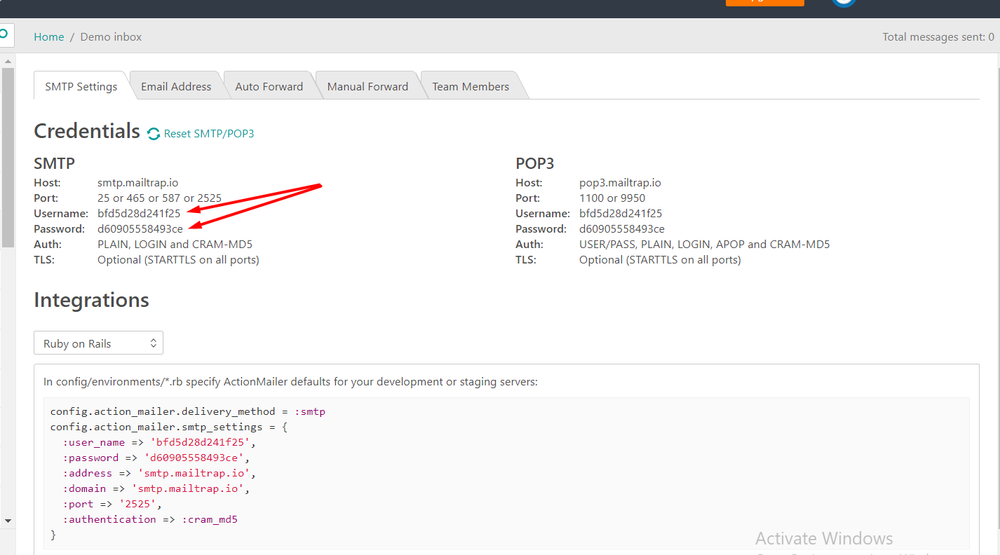 Home / Demo inbox
Total messages sent: 0
SMTP Settings
Email Address
Auto Forward
Manual Forward
Team Members
Credentials Reset SMTP/POP3
SMTP
Host: smtp.mailtrap.io
Port: 25 or 465 or 587 or 2525
Username: bfd5d28d241f25
Password: d60905558493ce
Auth: PLAIN, LOGIN and CRAM-MD5
TLS: Optional (STARTTLS on all ports)
POP3
Host: pop3.mailtrap.io
Port: 1100 or 9950
Username: bfd5d28d241f25
Password: d60905558493ce
Auth: USER/PASS, PLAIN, LOGIN, APOP and CRAM-MD5
TLS: Optional (STARTTLS on all ports)
Integrations
Ruby on Rails
In config/environments/*.rb specify ActionMailer defaults for your development or staging servers:
config.action_mailer.delivery_method = :smtp
config.action_mailer.smtp_settings = {
:user_name => 'bfd5d28d241f25',
:password => 'd60905558493ce',
:address => 'smtp.mailtrap.io',
:domain => 'smtp.mailtrap.io',
:port => '2525',
:authentication => :cram_md5
}
Activate Windows